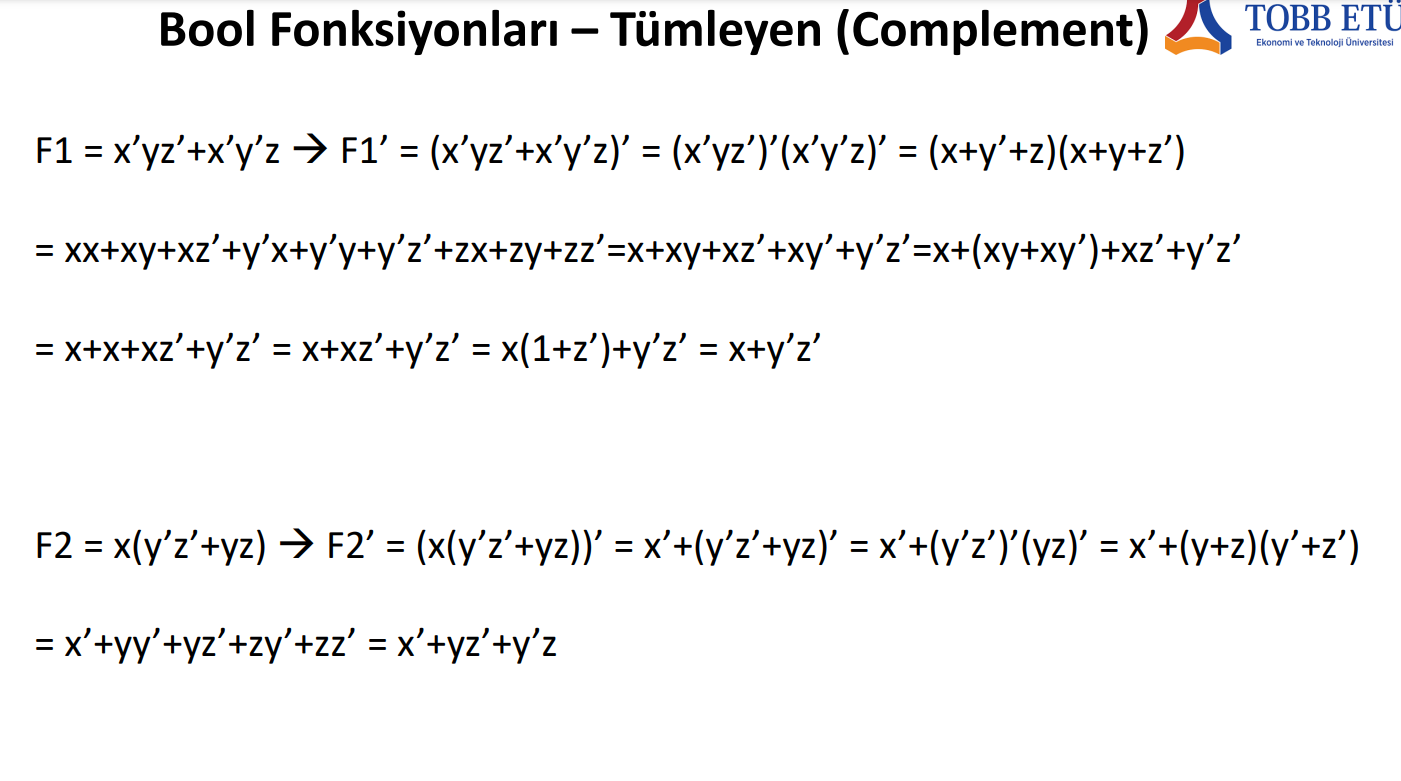 Bool Fonksiyonları – Tümleyen (Complement)
TOBB ETÜ
Ekonomi ve Teknoloji Üniversitesi
F1 = x’yz’+x’y’z → F1’ = (x’yz’+x’y’z)’ = (x’yz’)’(x’y’z)’ = (x+y’+z)(x+y+z’)
= xx+xy+xz’+y’x+y’y+y’z’+zx+zy+zz’=x+xy+xz’+xy’+y’z’=x+(xy+xy’)+xz’+y’z’
= x+x+xz’+y’z’ = x+xz’+y’z’ = x(1+z’)+y’z’ = x+y’z’
F2 = x(y’z’+yz) → F2’ = (x(y’z’+yz))’ = x’+(y’z’+yz)’ = x’+(y’z’)’(yz)’ = x’+(y+z)(y’+z’)
= x’+yy’+yz’+zy’+zz’ = x’+yz’+y’z